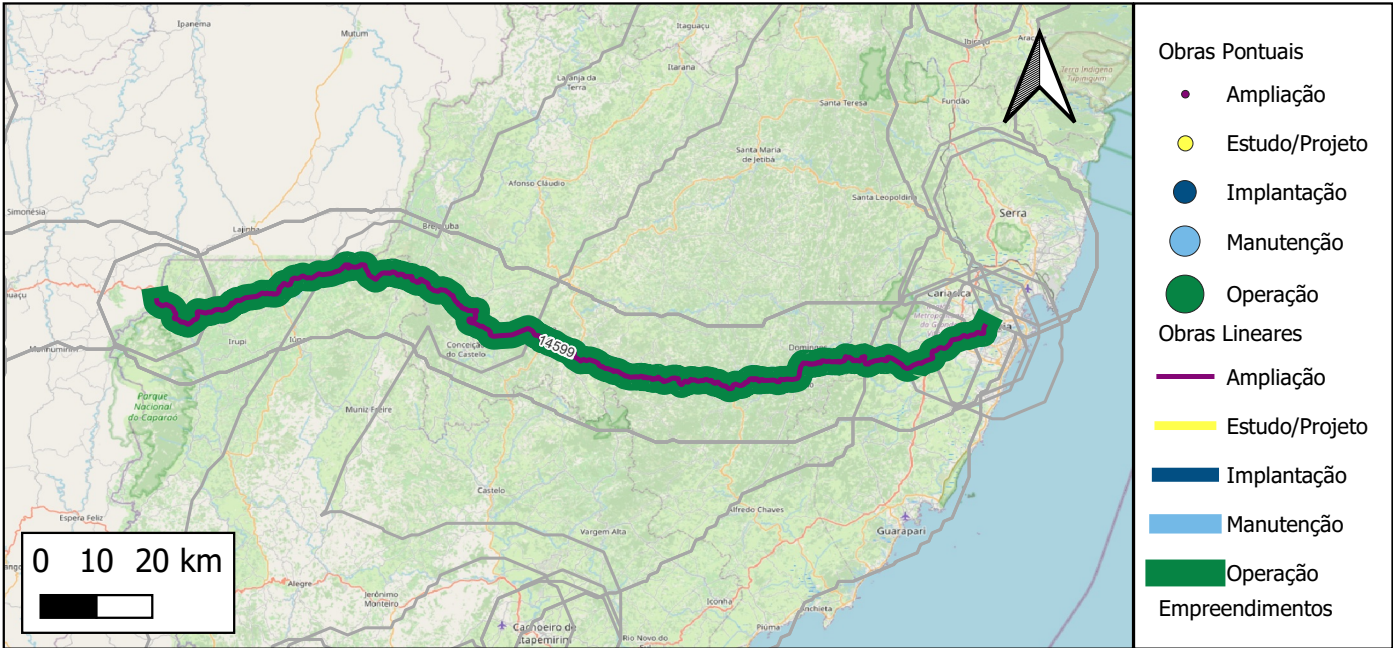 Ipanema
Mutum
Itaguaçu
Ibiraçu
Laranja da
Terra
Itarana
Terra Indígena
Tupiniquim
Santa Teresa
Fundão
Santa Maria
de Jetibá
Afonso Cláudio
Simonésia
Santa Leopoldina
Serra
Lajinha
Brejetuba
Cariacica
Irupi
Iúna
Conceição
do Castelo
14599
Domingos
Parque
Nacional
do Caparaó
Muniz Freire
Castelo
Espera Feliz
Vargem Alta
Alfredo Chaves
Guarapari
Alegre
Jerônimo
Monteiro
Iconha
Anchieta
Piúma
Cachoeiro de
Itapemirim
Rio Novo do
0 10 20 km
Obras Pontuais
Ampliação
Estudo/Projeto
Implantação
Manutenção
Operação
Obras Lineares
Ampliação
Estudo/Projeto
Implantação
Manutenção
Operação
Empreendimentos